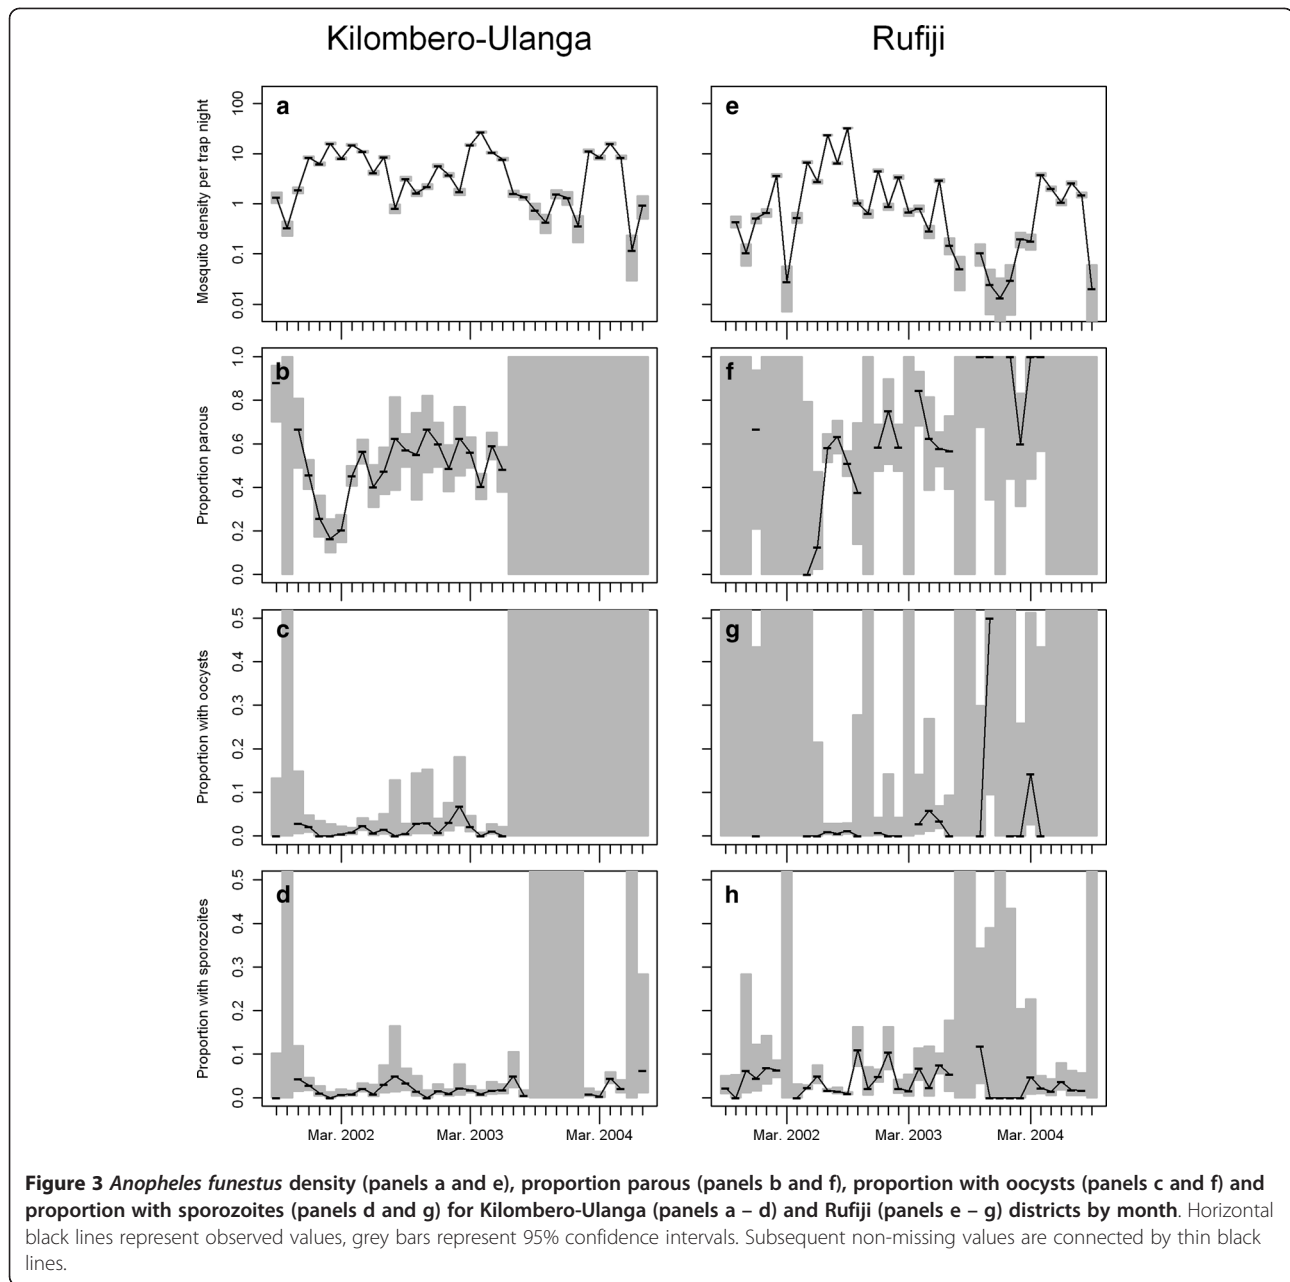 Kilombero-Ulanga
Rufiji
a
Mosquito density per trap night
100
10
1
0.1
0.01
e
b
Proportion parous
1.0
0.8
0.6
0.4
0.2
0.0
f
c
Proportion with oocysts
0.5
0.4
0.3
0.2
0.1
0.0
g
d
Proportion with sporozoites
0.5
0.4
0.3
0.2
0.1
0.0
h
Mar. 2002
Mar. 2003
Mar. 2004
Mar. 2002
Mar. 2003
Mar. 2004
Figure 3 Anopheles funestus density (panels a and e), proportion parous (panels b and f), proportion with oocysts (panels c and f) and
proportion with sporozoites (panels d and g) for Kilombero-Ulanga (panels a – d) and Rufiji (panels e – g) districts by month. Horizontal
black lines represent observed values, grey bars represent 95% confidence intervals. Subsequent non-missing values are connected by thin black
lines.